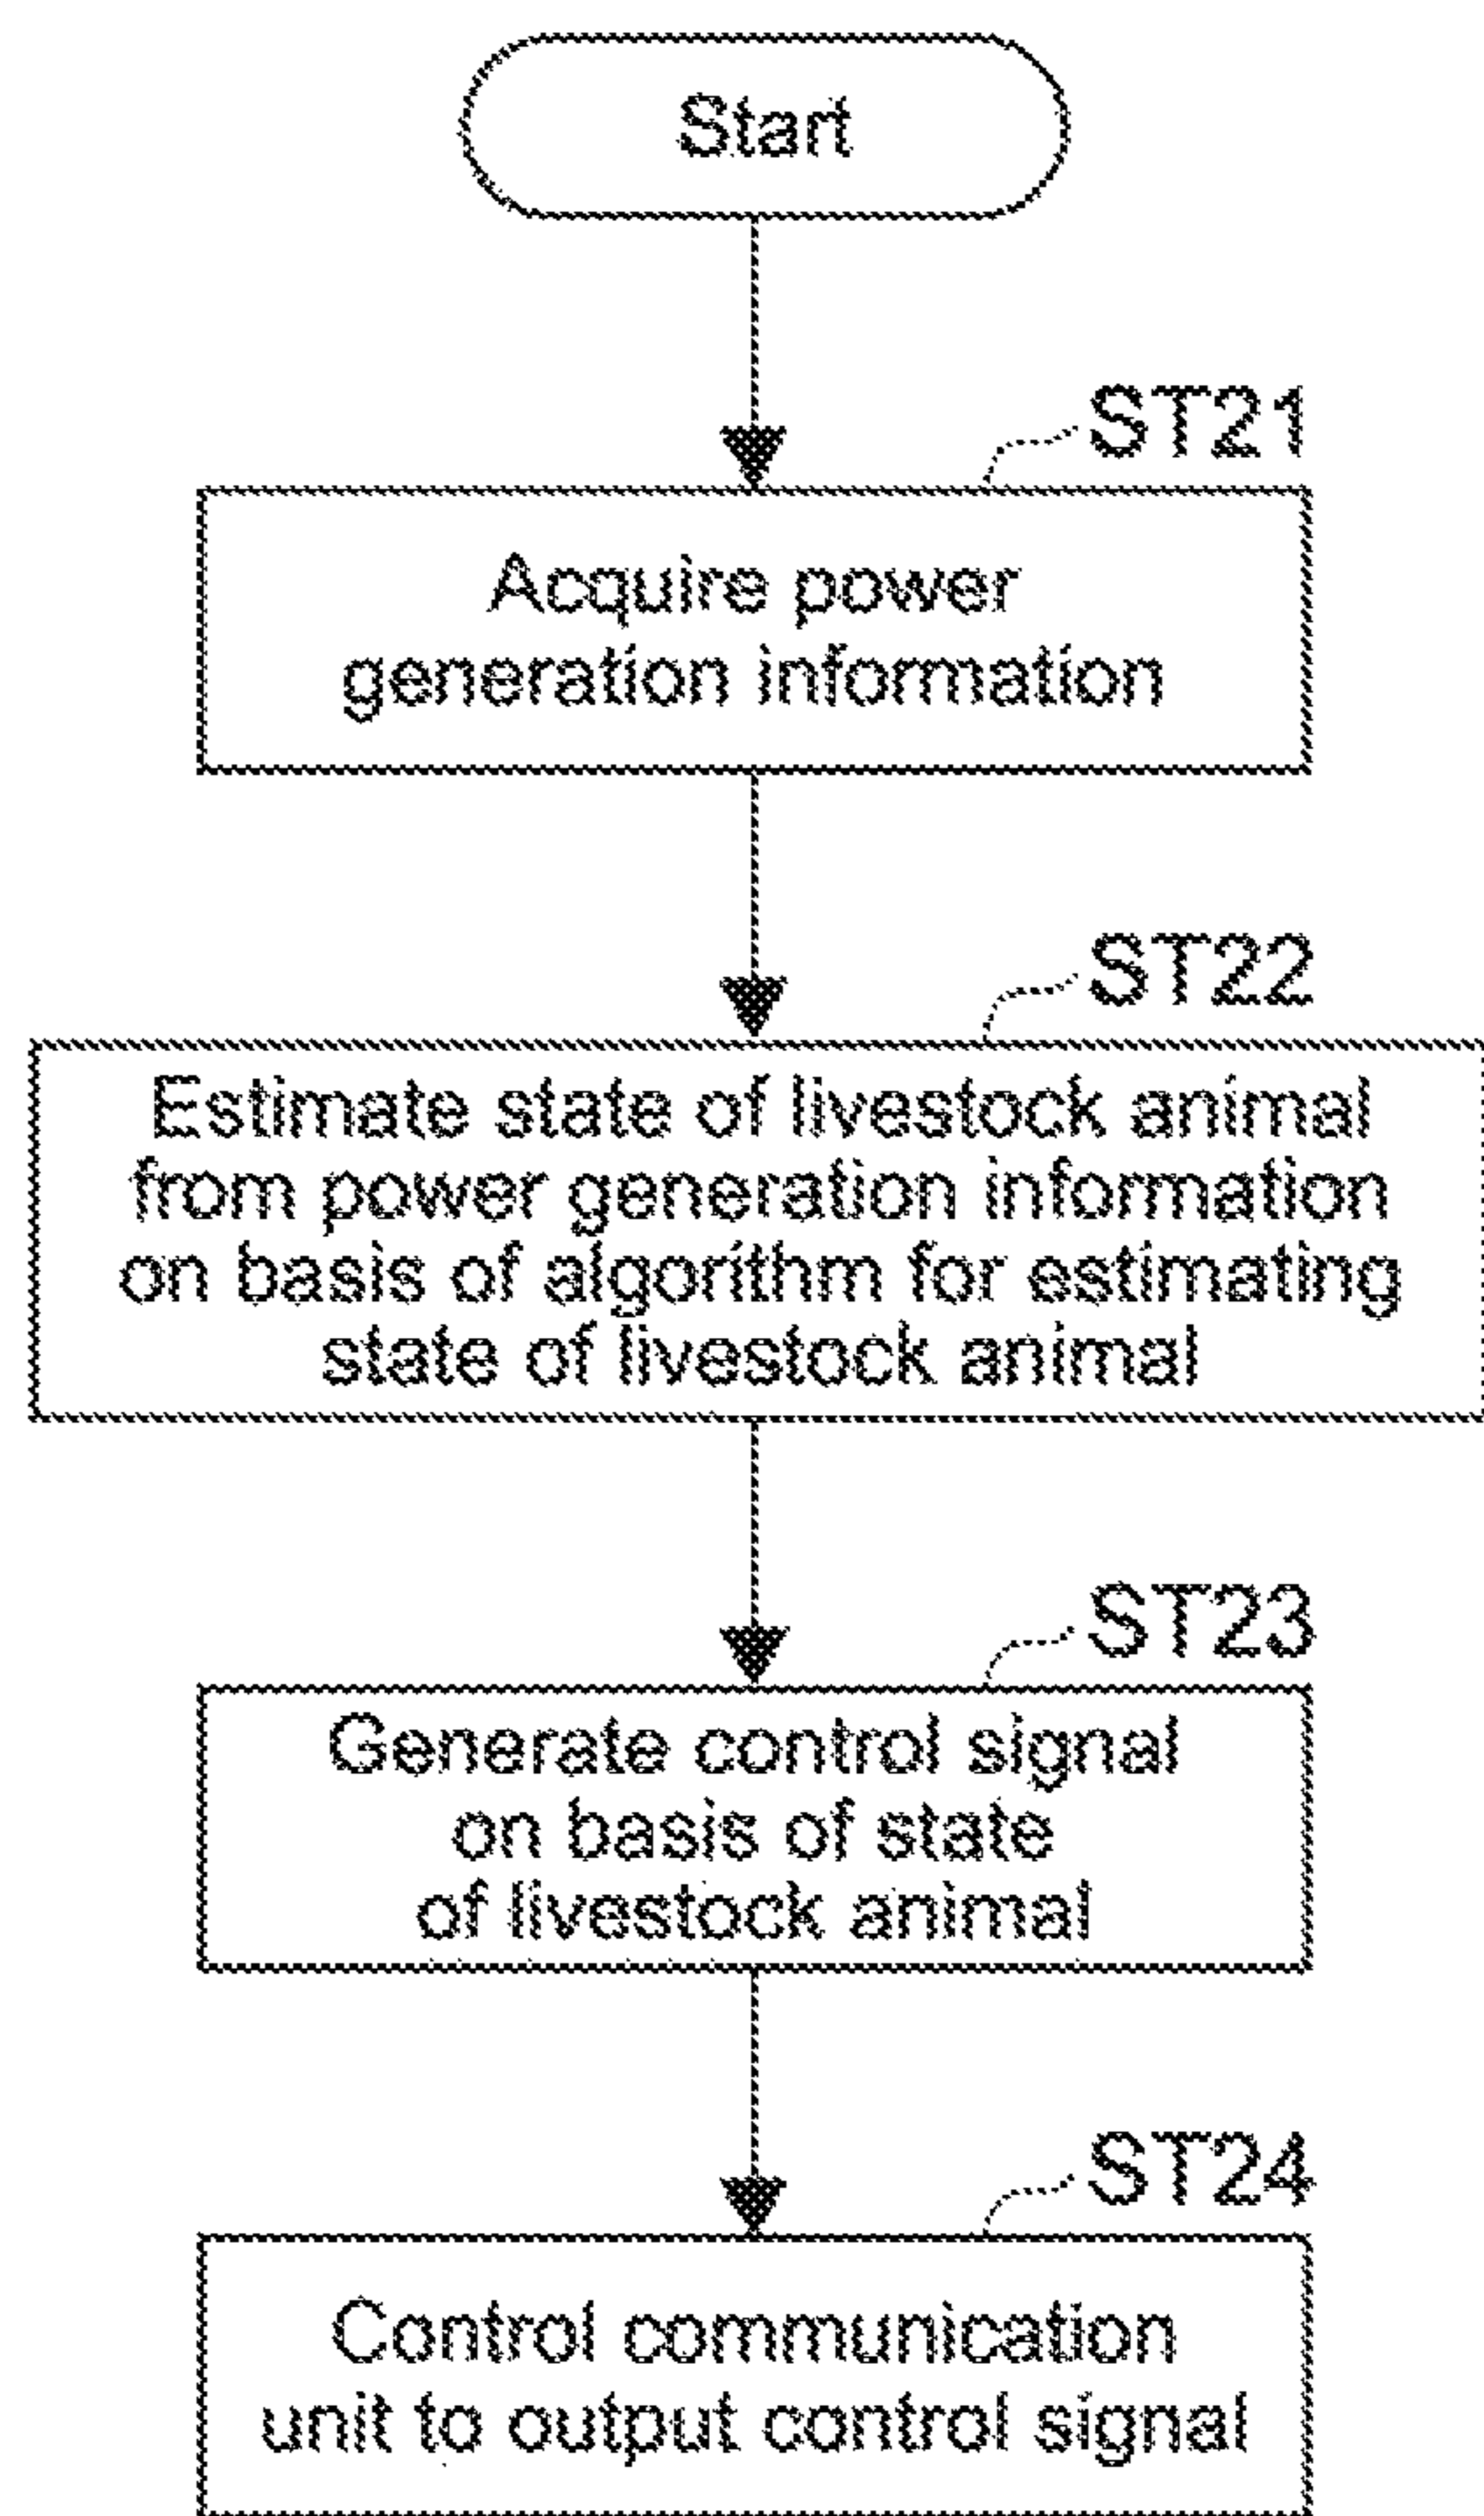 Start
ST21
Acquire power
generation information
ST22
Estimate state of livestock animal
from power generation information
on basis of algorithm for estimating
state of livestock animal
ST23
Generate control signal
on basis of state
of livestock animal
ST24
Control communication
unit to output control signal